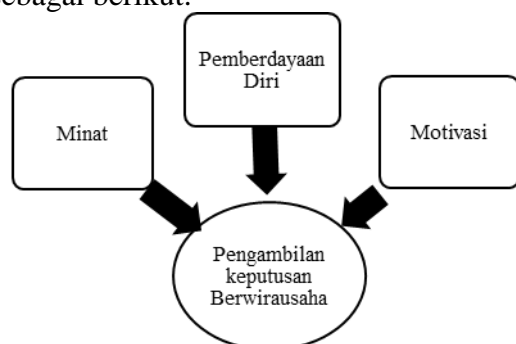 sebagai berikut:
Pemberdayaan
Diri
Minat
Motivasi
Pengambilan
keputusan
Berwirausaha